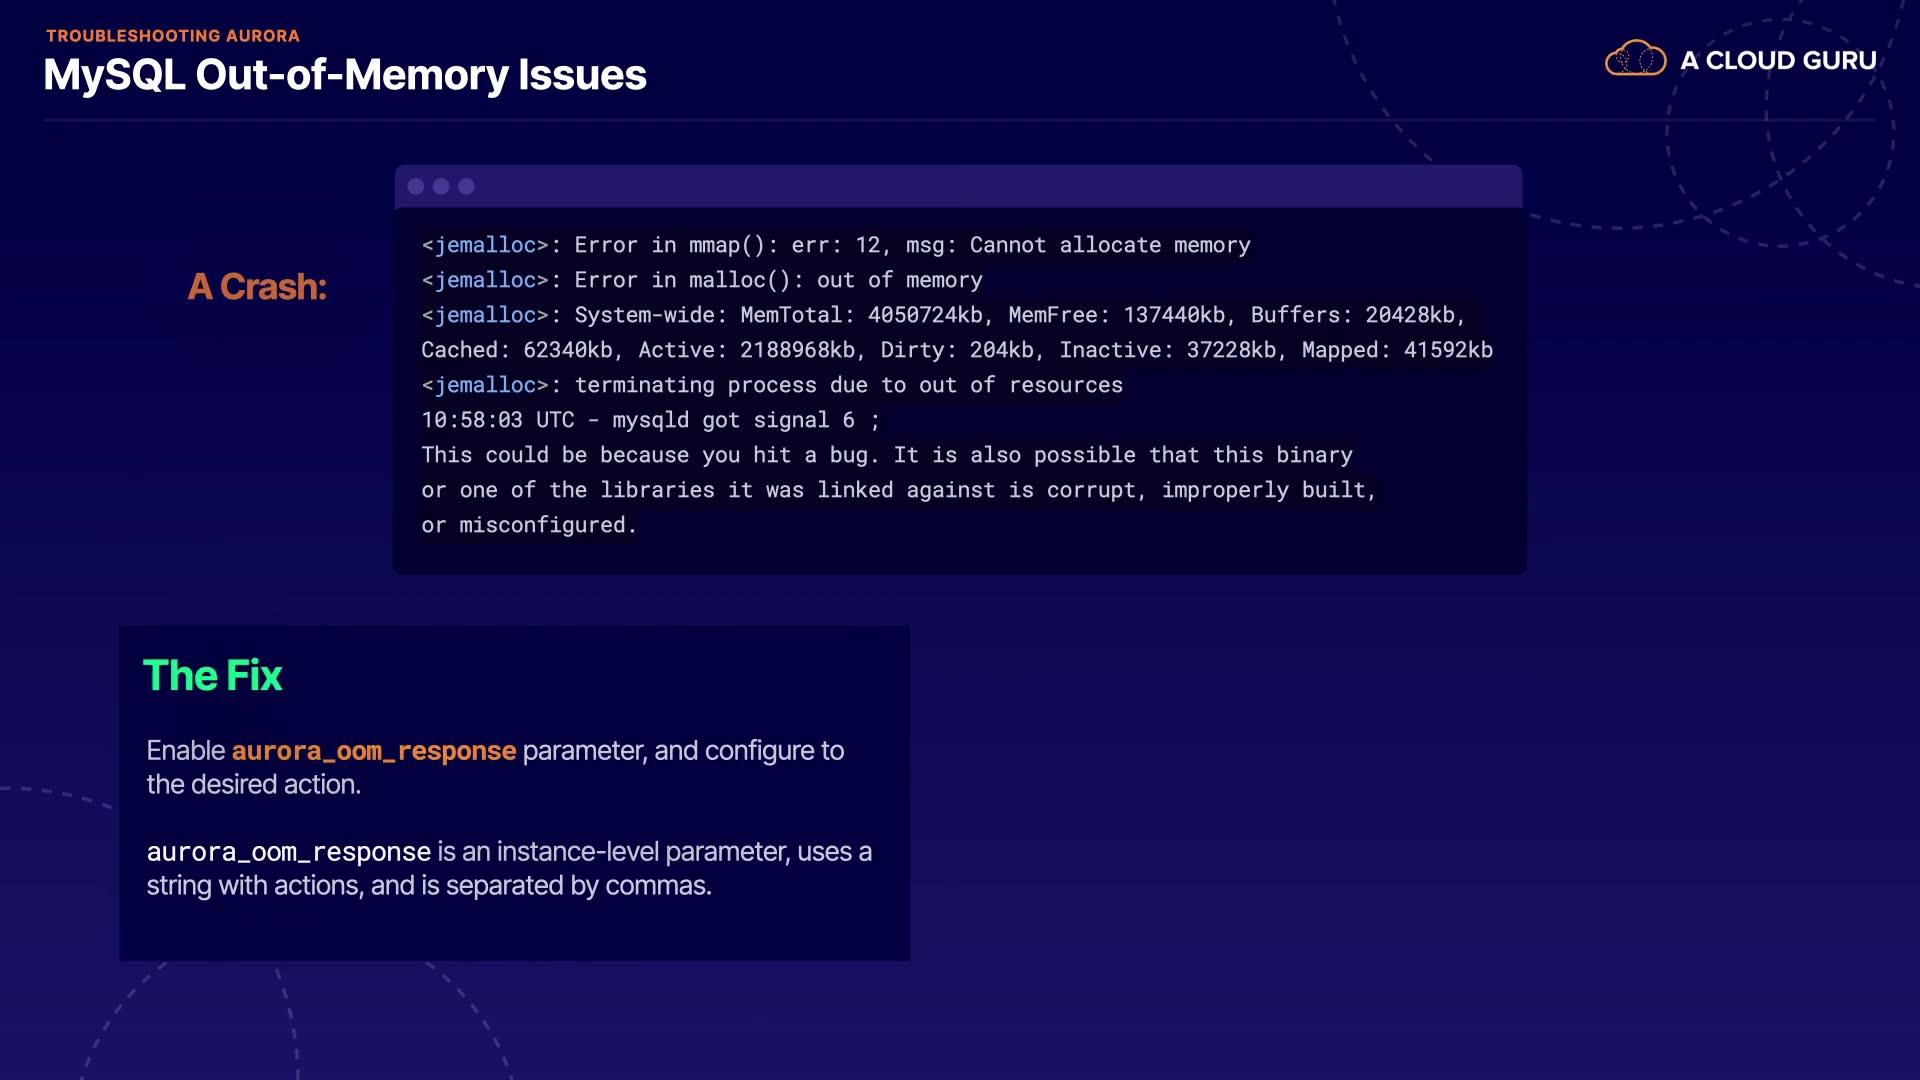 TROUBLESHOOTING AURORA
MySQL Out-of-Memory Issues
A CLOUD GURU
A Crash:
<jemalloc>: Error in mmap(): err: 12, msg: Cannot allocate memory
<jemalloc>: Error in malloc(): out of memory
<jemalloc>: System-wide: MemTotal: 4050724kb, MemFree: 137440kb, Buffers: 20428kb,
Cached: 62340kb, Active: 2188968kb, Dirty: 204kb, Inactive: 37228kb, Mapped: 41592kb
<jemalloc>: terminating process due to out of resources
10:58:03 UTC - mysqld got signal 6 ;
This could be because you hit a bug. It is also possible that this binary
or one of the libraries it was linked against is corrupt, improperly built,
or misconfigured.
The Fix
Enable aurora_oom_response parameter, and configure to
the desired action.
aurora_oom_response is an instance-level parameter, uses a
string with actions, and is separated by commas.